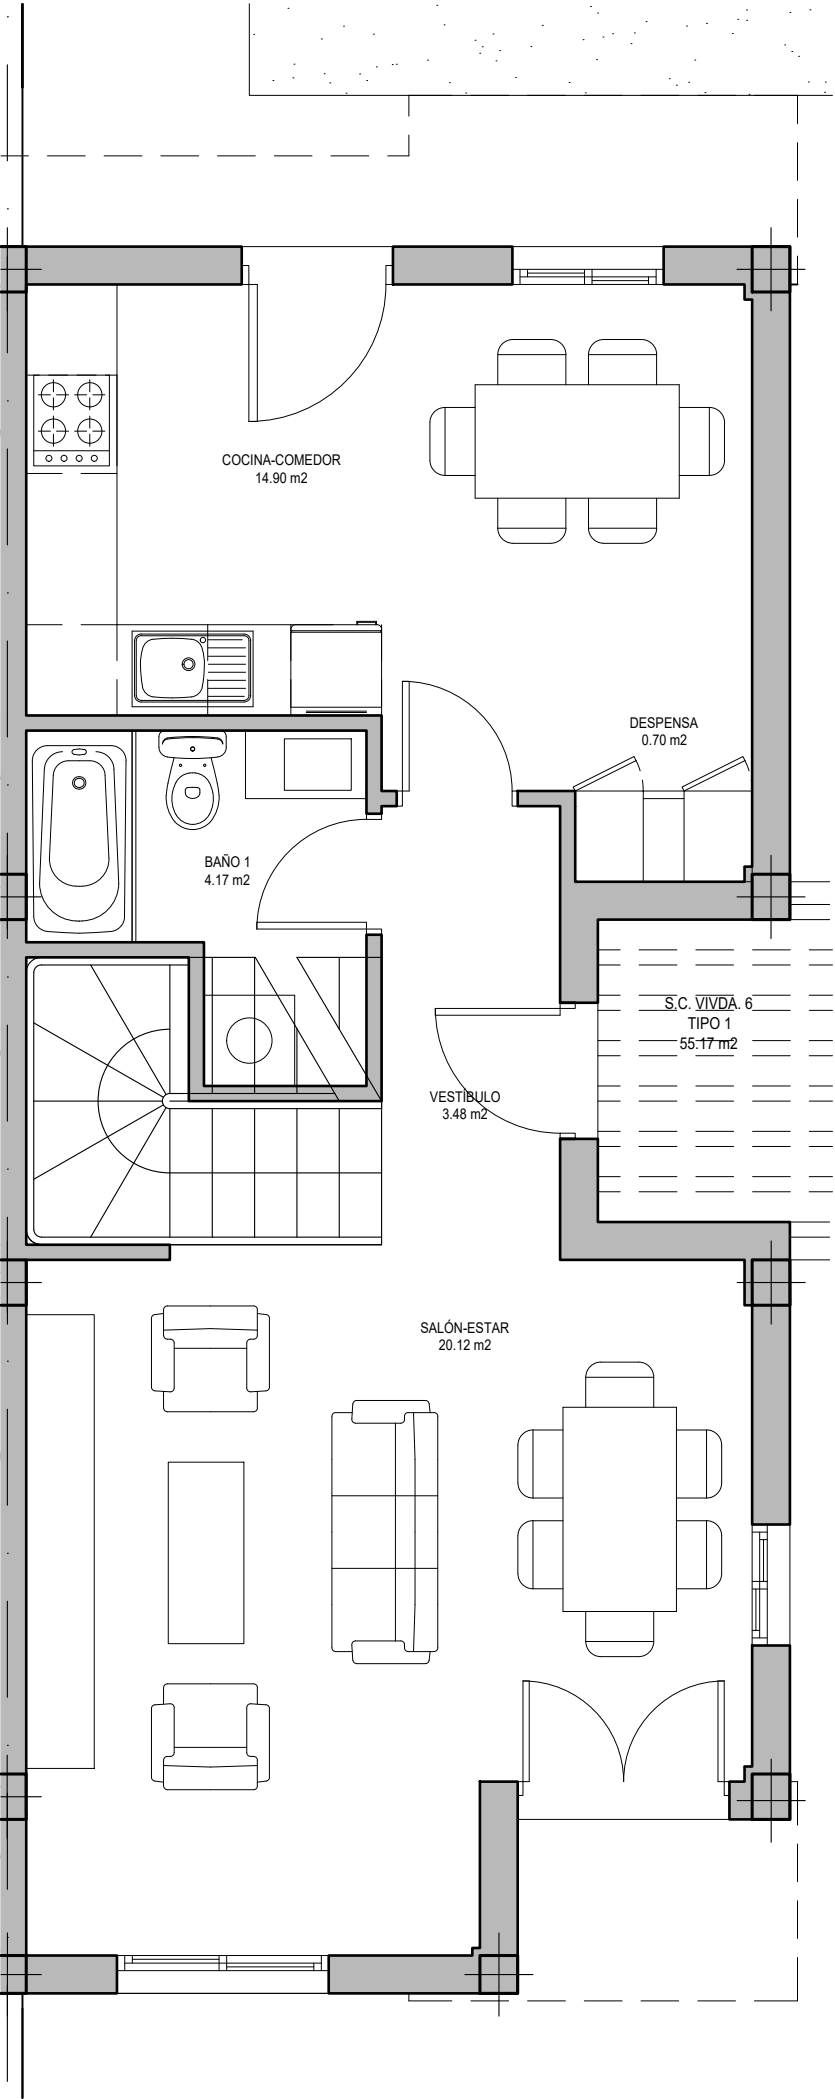 COCINA-COMEDOR
14.90 m2
DESPENSA
0.70 m2
BAÑO 1
4.17 m2
S.C. VIVDA. 6
TIPO 1
55.17 m2
VESTÍBULO
3.48 m2
SALÓN-ESTAR
20.12 m2